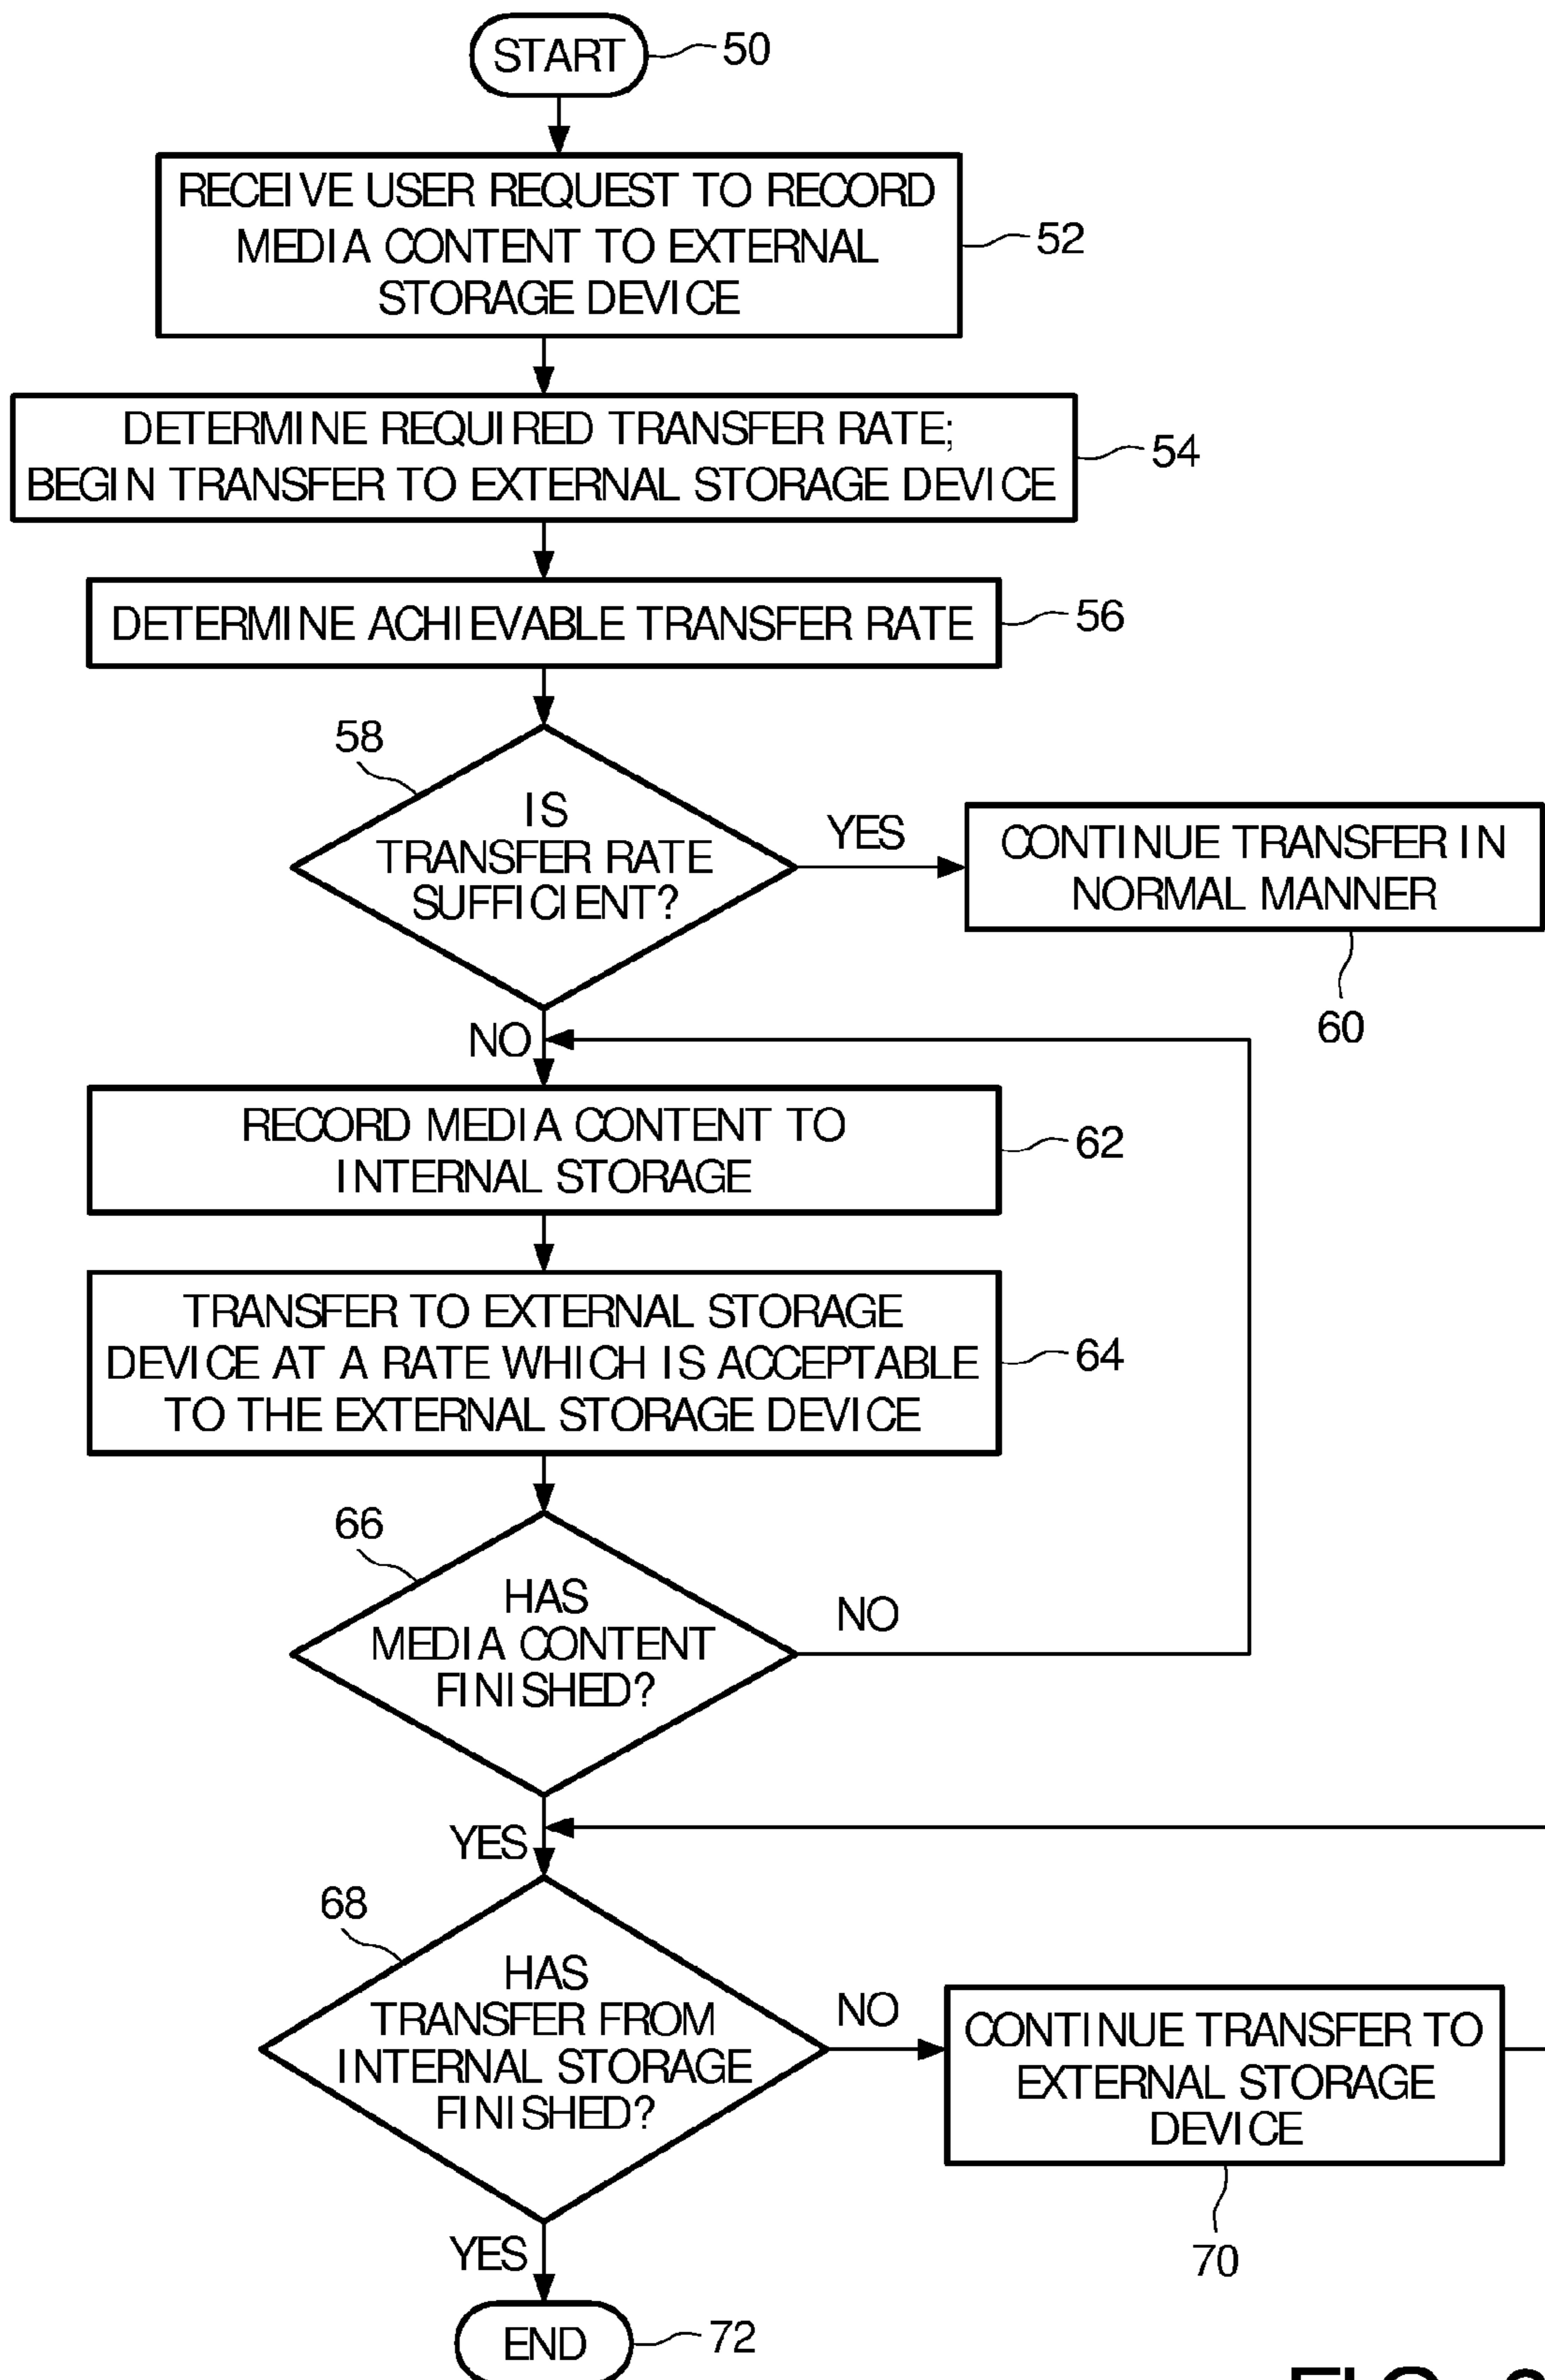 START
50
RECEIVE USER REQUEST TO RECORD
MEDIA CONTENT TO EXTERNAL
STORAGE DEVICE
52
DETERMINE REQUIRED TRANSFER RATE;
BEGIN TRANSFER TO EXTERNAL STORAGE DEVICE
54
DETERMINE ACHIEVABLE TRANSFER RATE
56
58
IS
TRANSFER RATE
SUFFICIENT?
YES
CONTINUE TRANSFER IN
NORMAL MANNER
60
NO
RECORD MEDIA CONTENT TO
INTERNAL STORAGE
62
TRANSFER TO EXTERNAL STORAGE
DEVICE AT A RATE WHICH IS ACCEPTABLE
TO THE EXTERNAL STORAGE DEVICE
64
66
HAS
MEDIA CONTENT
FINISHED?
NO
YES
68
HAS
TRANSFER FROM
INTERNAL STORAGE
FINISHED?
NO
CONTINUE TRANSFER TO
EXTERNAL STORAGE
DEVICE
70
YES
END
72